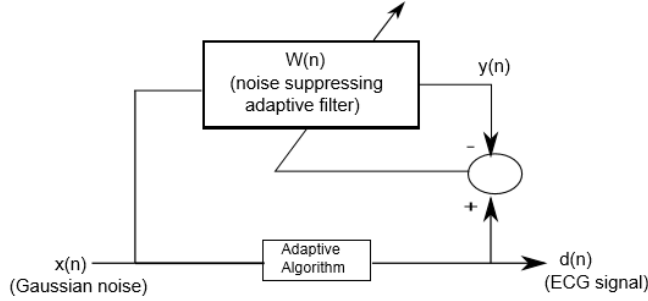 W(n)
(noise suppressing
adaptive filter)
y(n)
-
+
x(n)
(Gaussian noise)
Adaptive
Algorithm
d(n)
(ECG signal)